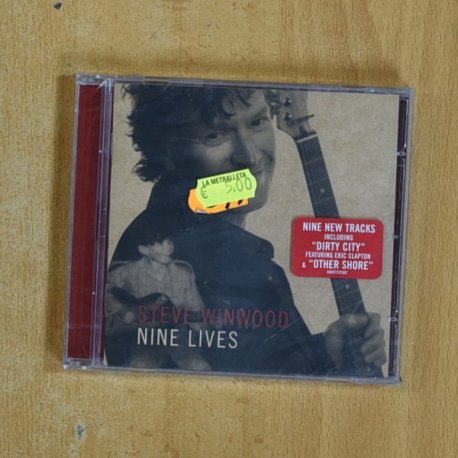 LA METRALLETA
€ 5.00
NINE NEW TRACKS
INCLUDING
"DIRTY CITY"
FEATURING ERIC CLAPTON
& "OTHER SHORE"
STEVE WINWOOD
NINE LIVES